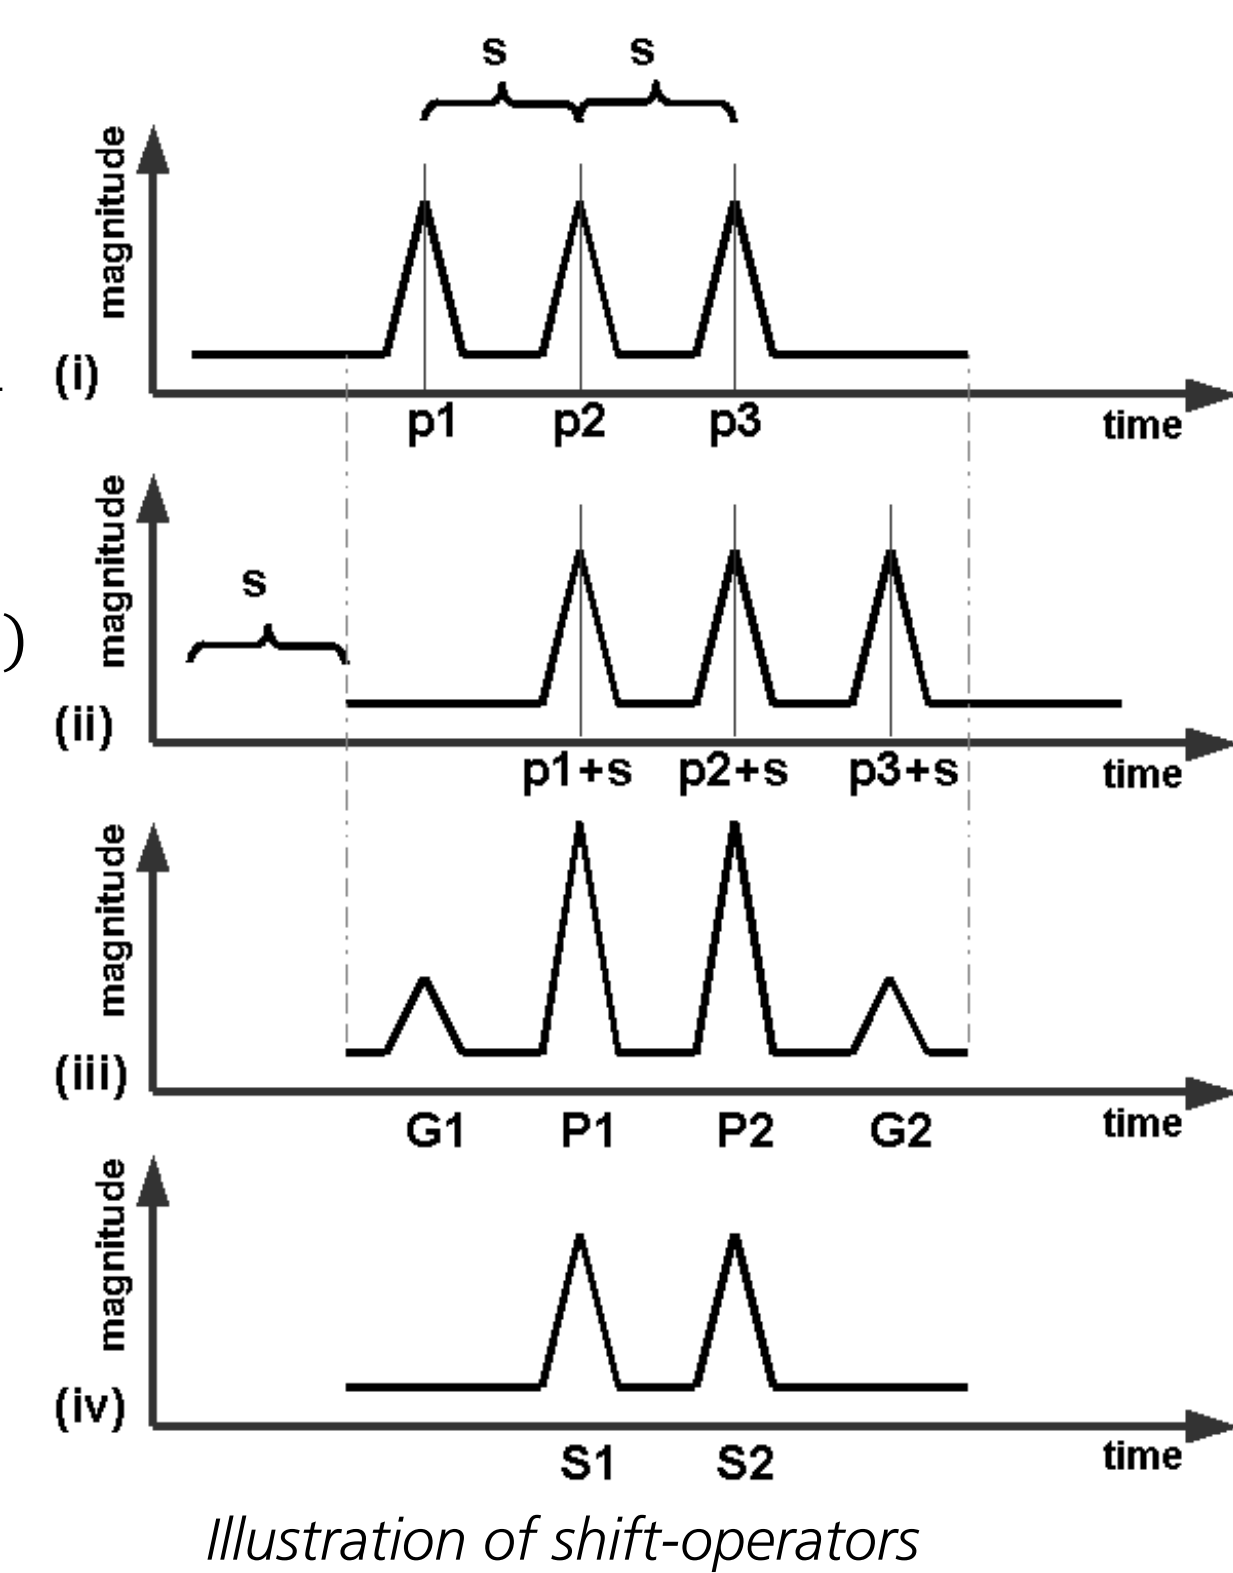 s s
magnitude
(i)
p1 p2 p3
time
magnitude
s
)
(ii)
p1+s p2+s p3+s
time
magnitude
(iii)
G1 P1 P2 G2
time
magnitude
(iv)
S1 S2
time
Illustration of shift-operators